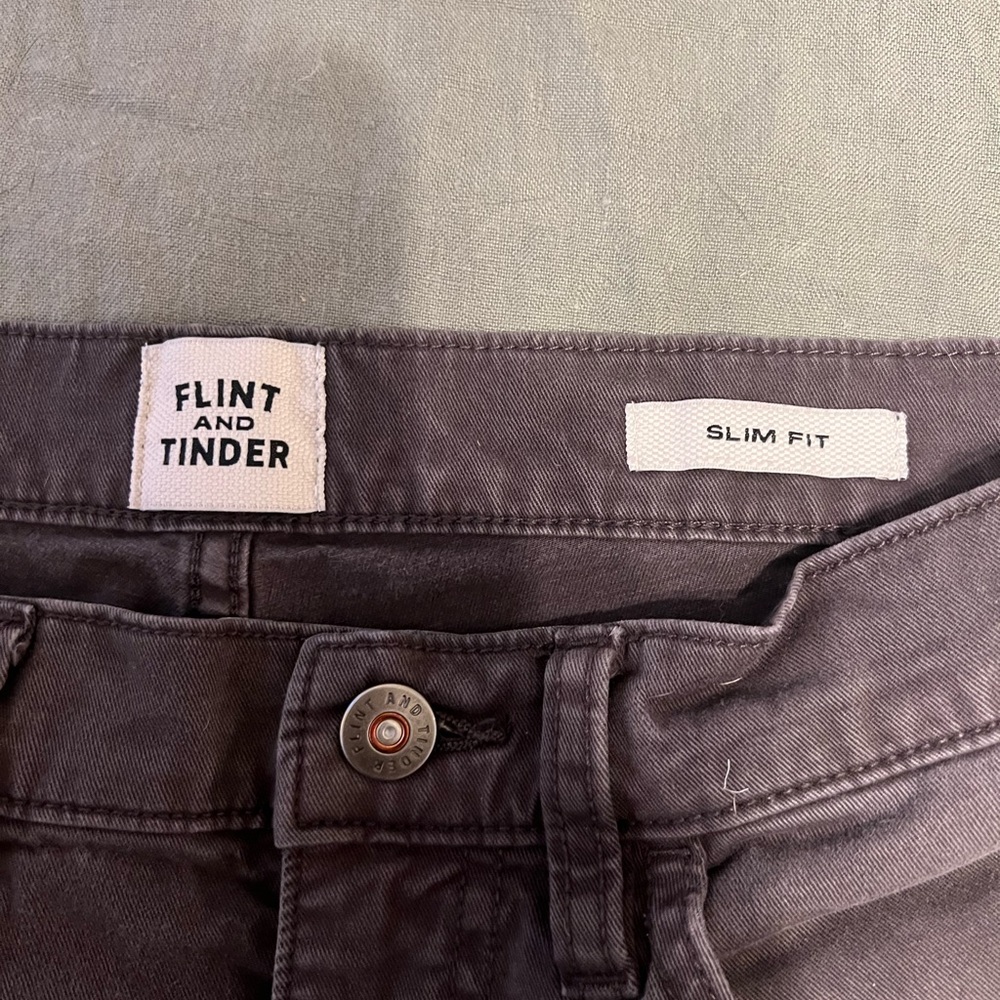 FLINT
AND
TINDER
SLIM FIT
FLINT AND TINDER